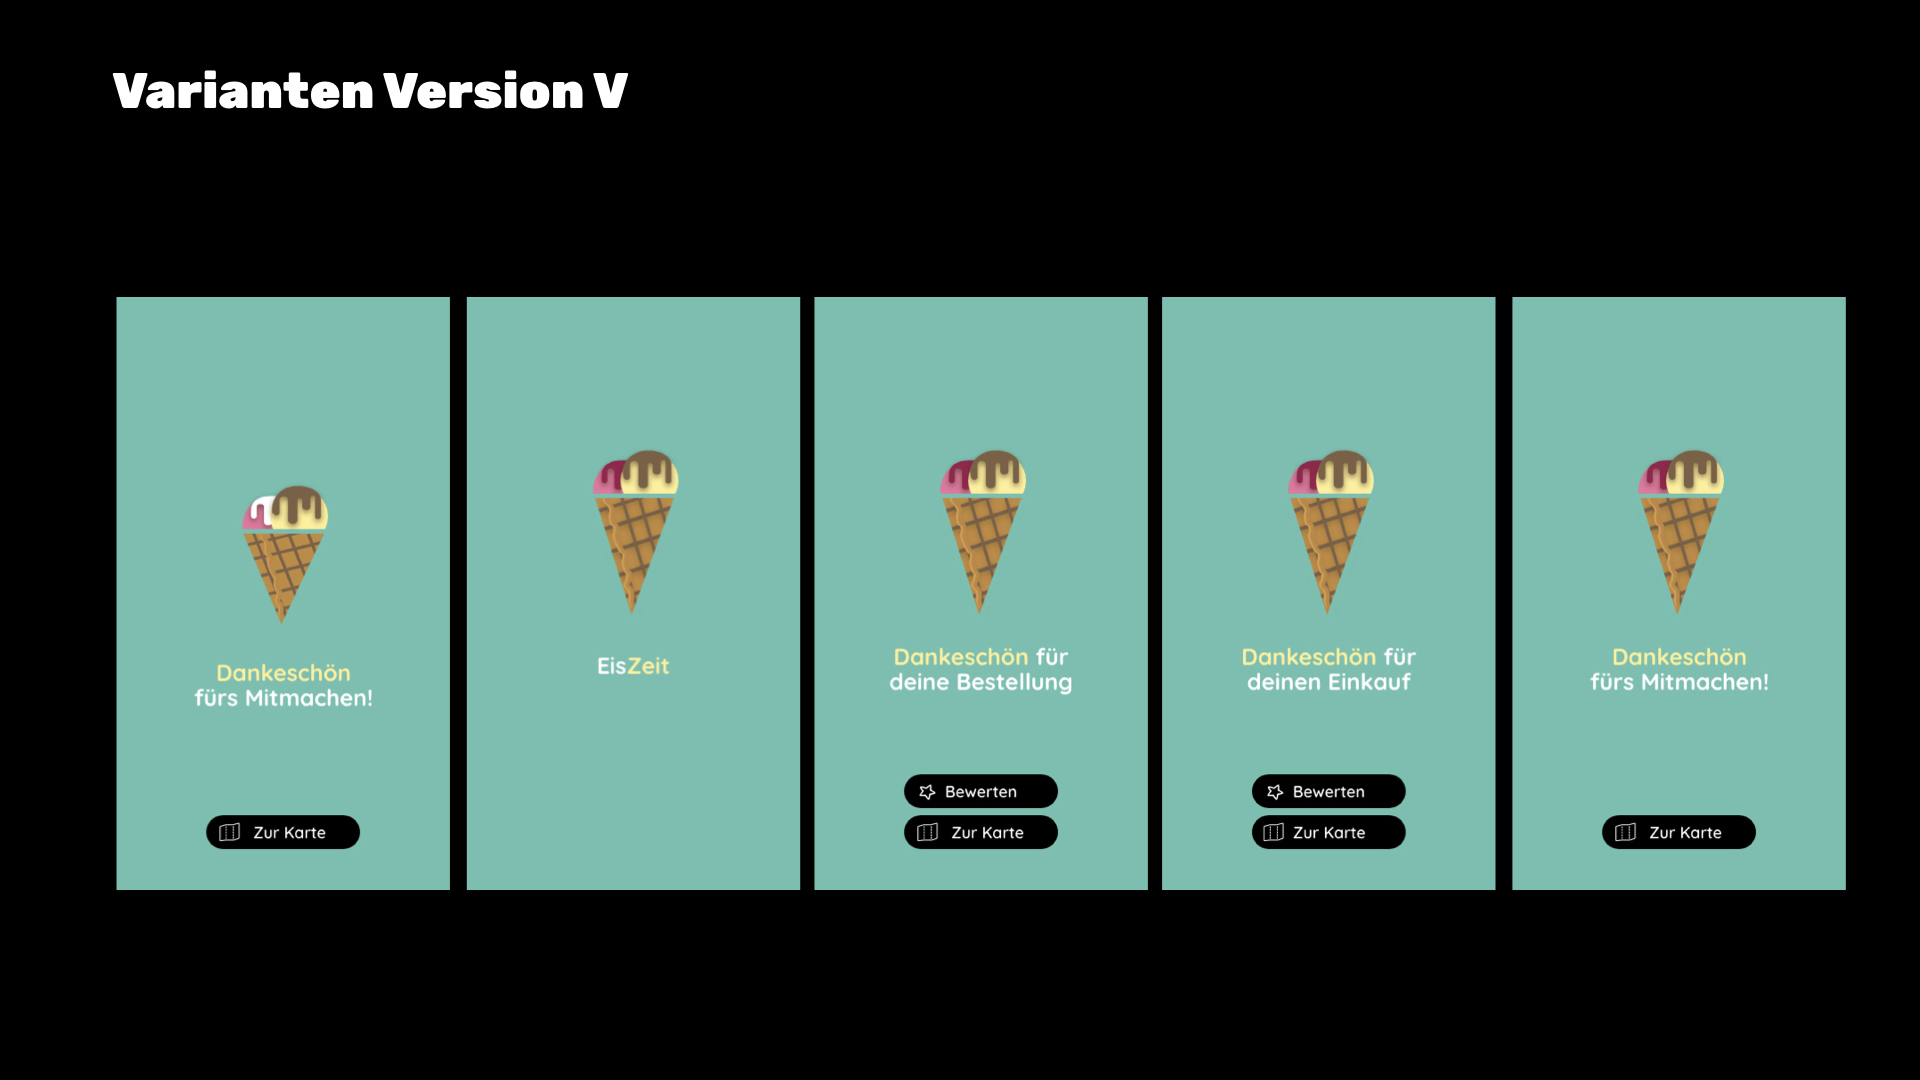 Varianten Version V
Dankeschön
fürs Mitmachen!
Zur Karte
EisZeit
Dankeschön für
deine Bestellung
Bewerten
Zur Karte
Dankeschön für
deinen Einkauf
Bewerten
Zur Karte
Dankeschön
fürs Mitmachen!
Zur Karte